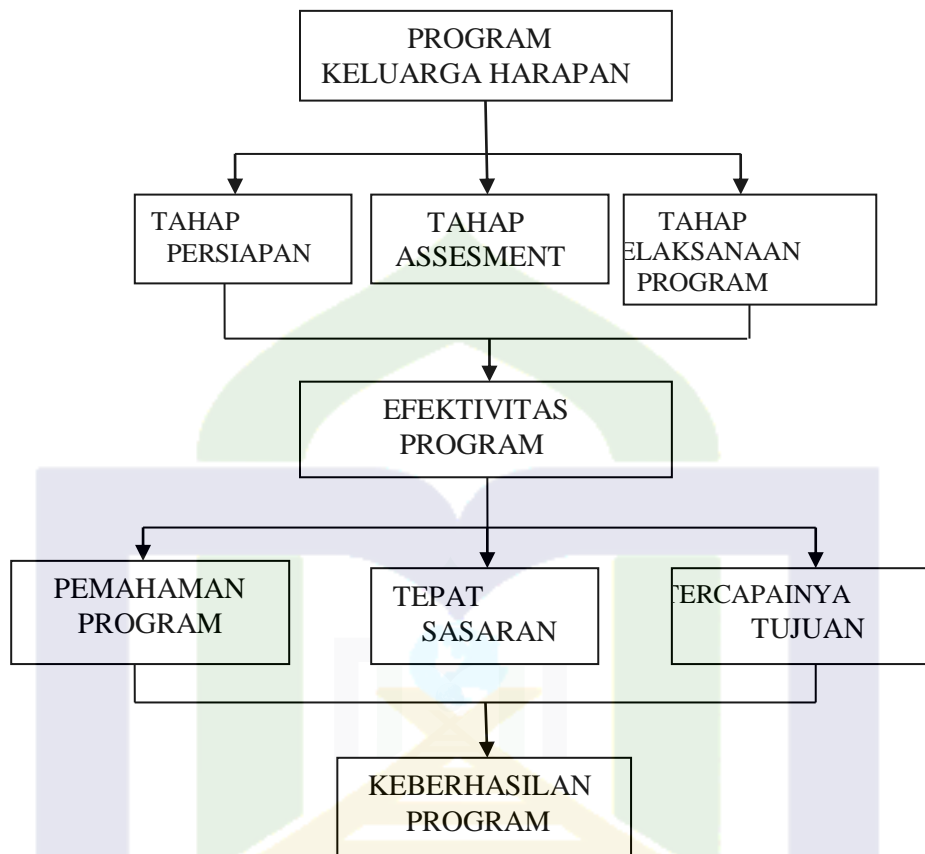 PROGRAM
KELUARGA HARAPAN
TAHAP
PERSIAPAN
TAHAP
ASSESMENT
TAHAP
ELAKSANAAN
PROGRAM
EFEKTIVITAS
PROGRAM
PEMAHAMAN
PROGRAM
TEPAT
SASARAN
TERCAPAINYA
TUJUAN
KEBERHASILAN
PROGRAM